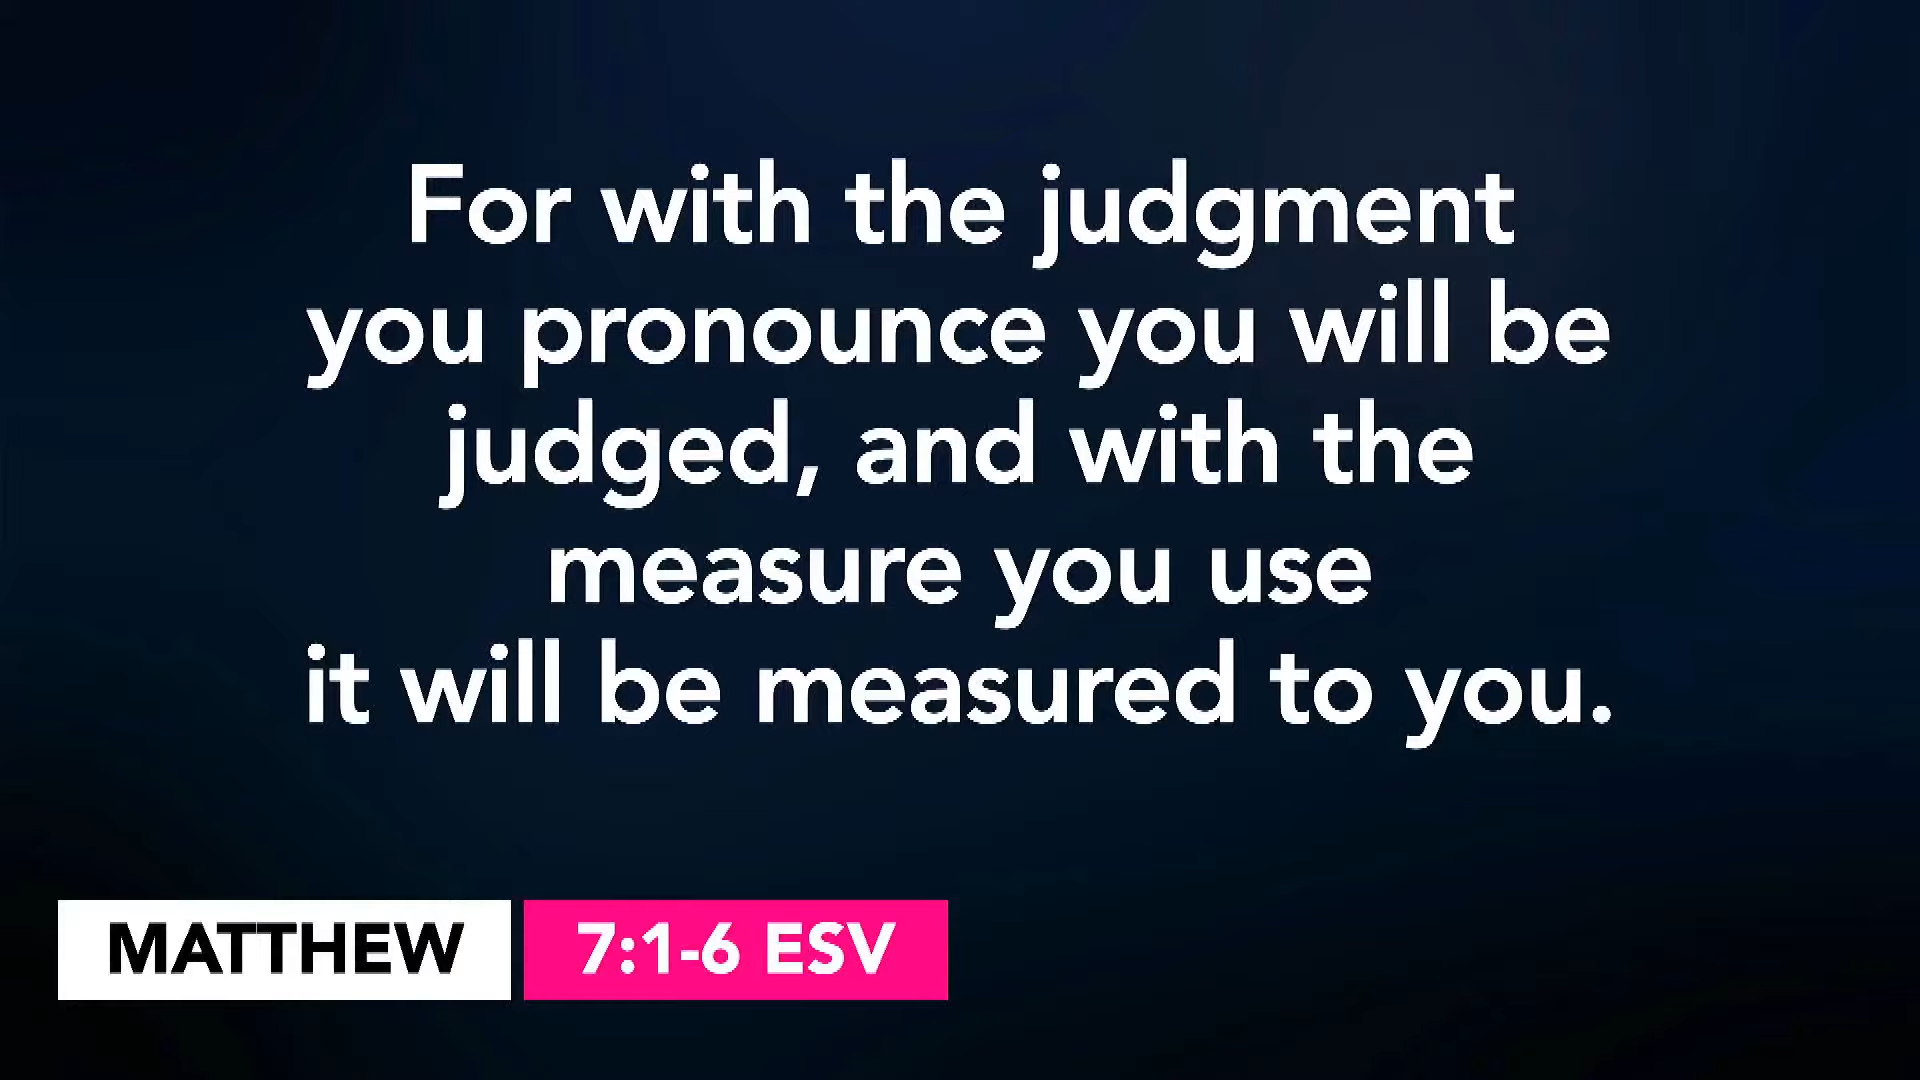 For with the judgment
you pronounce you will be
judged, and with the
measure you use
it will be measured to you.
MATTHEW 7:1-6 ESV